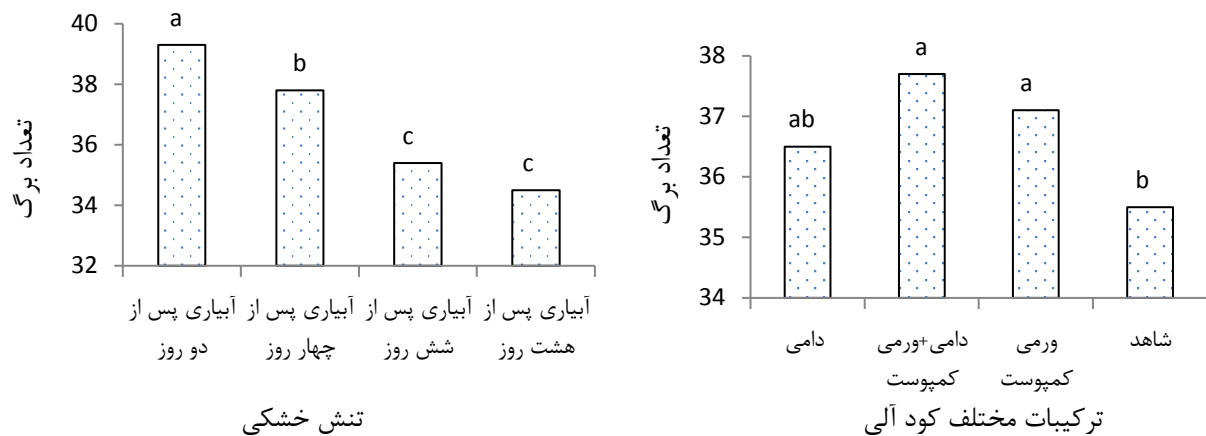 تعداد برگ
40
38
36
34
32
a
b
c
c
آبیاری پس از دو روز
آبیاری پس از چهار روز
آبیاری پس از شش روز
آبیاری پس از هشت روز
تنش خشکی
تعداد برگ
38
37
36
35
34
ab
a
a
b
دامی
دامی+ورمی
کمپوست
ورمی
کمپوست
شاهد
ترکیبات مختلف کود آلی